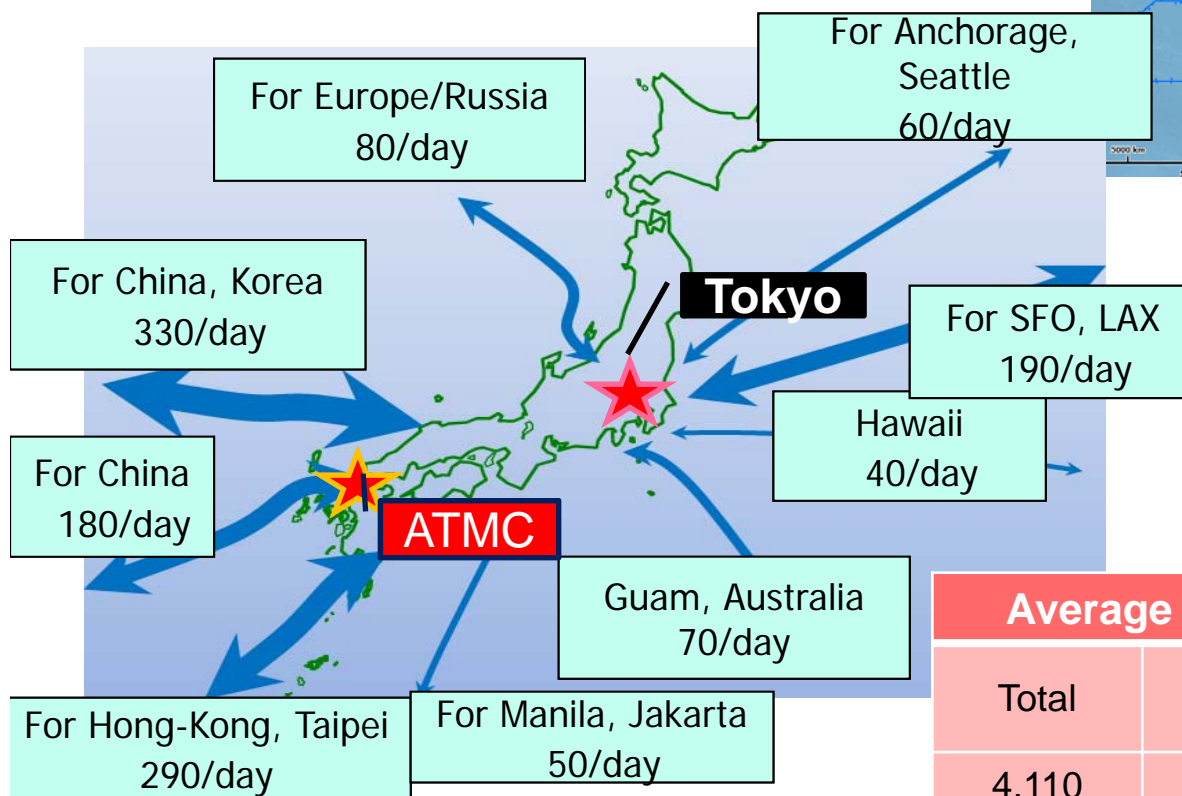 For Anchorage,
Seattle
60/day
5000 km
For Europe/Russia
80/day
For China, Korea
330/day
Tokyo
For SFO, LAX
190/day
Hawaii
40/day
For China
180/day
ATMC
Guam, Australia
70/day
Average
Total
4,110
For Hong-Kong, Taipei
290/day
For Manila, Jakarta
50/day